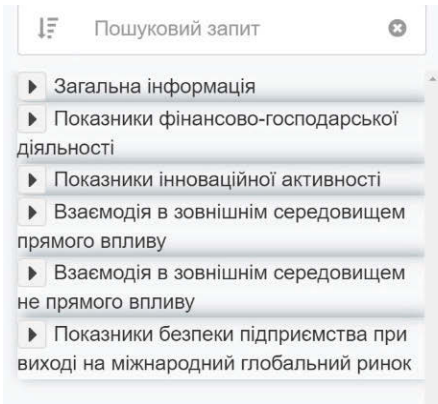 Пошуковий запит
Загальна інформація
Показники фінансово-господарської
діяльності
Показники інноваційної активності
Взаємодія в зовнішнім середовищем
прямого впливу
Взаємодія в зовнішнім середовищем
не прямого впливу
Показники безпеки підприємства при
виході на міжнародний глобальний ринок